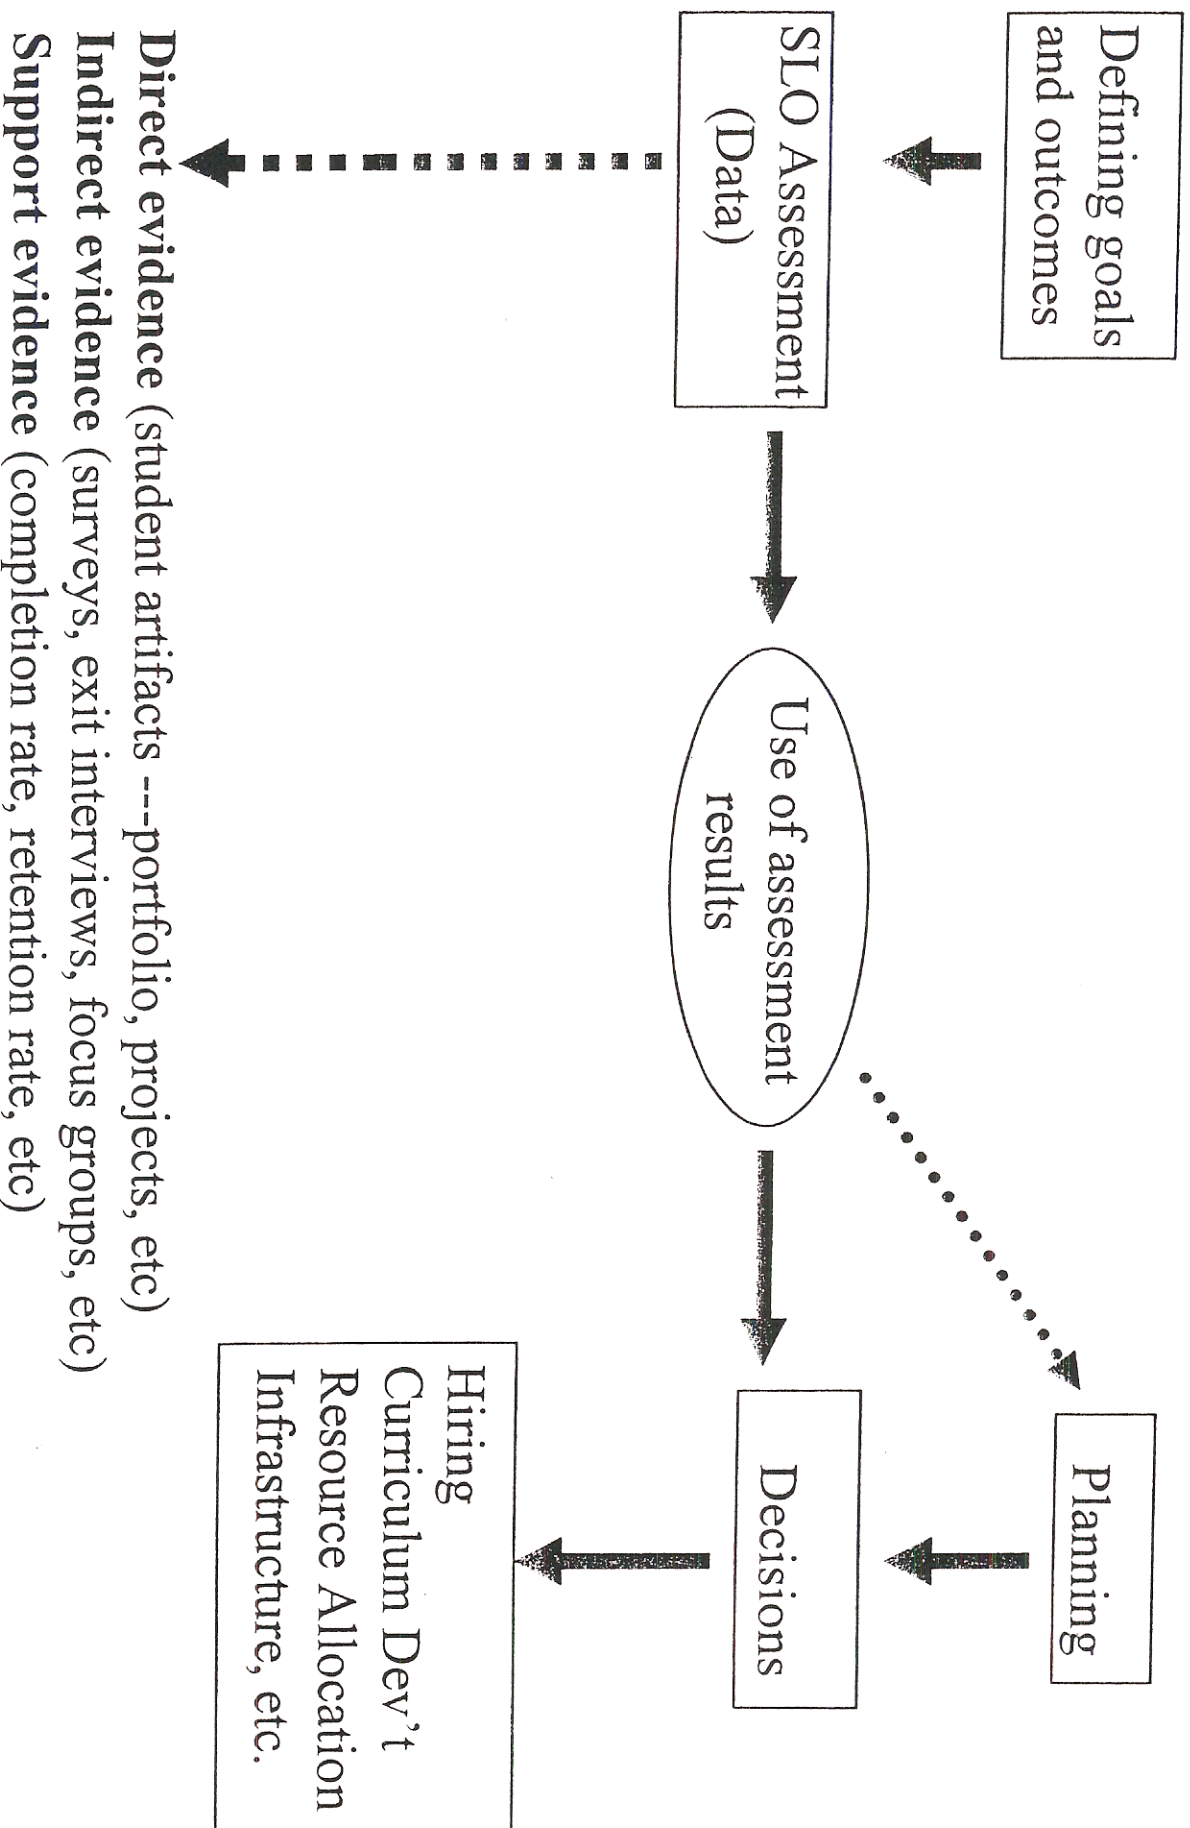 Defining goals
and outcomes
SLO Assessment
(Data)
Use of assessment
results
Planning
Decisions
Hiring
Curriculum Dev't
Resource Allocation
Infrastructure, etc.
Direct evidence (student artifacts ---portfolio, projects, etc)
Indirect evidence (surveys, exit interviews, focus groups, etc)
Support evidence (completion rate, retention rate, etc)